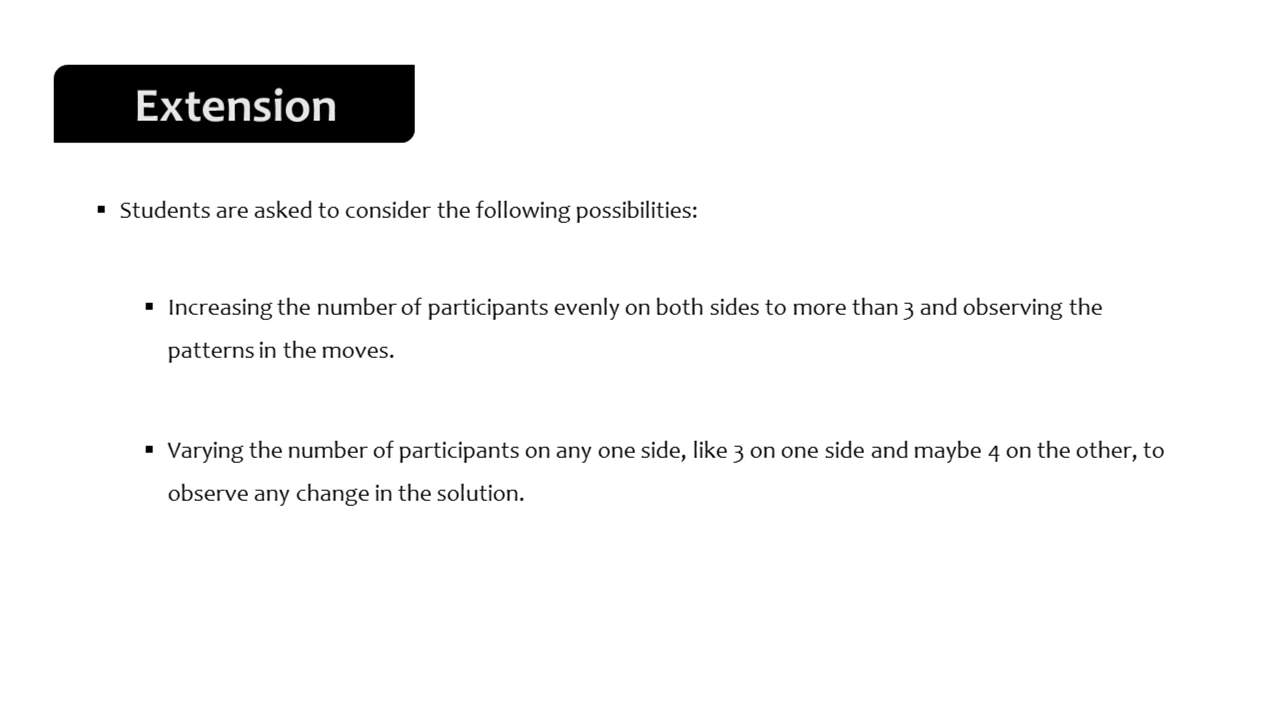 Extension
▪ Students are asked to consider the following possibilities:
▪ Increasing the number of participants evenly on both sides to more than 3 and observing the
patterns in the moves.
▪ Varying the number of participants on any one side, like 3 on one side and maybe 4 on the other, to
observe any change in the solution.